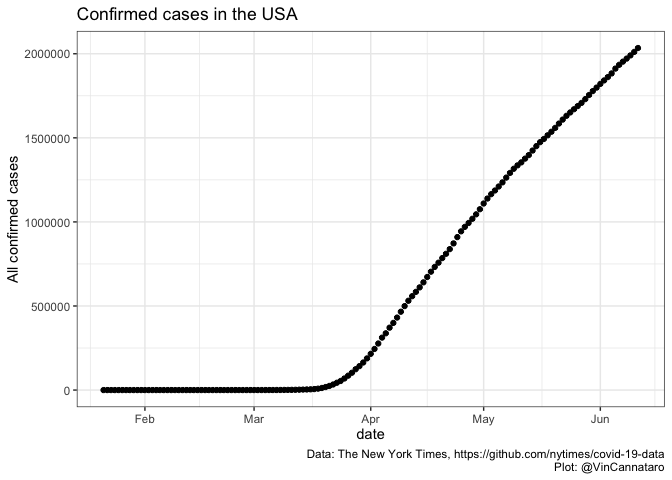 Confirmed cases in the USA
2000000
1500000
1000000
500000
0
All confirmed cases
Feb Mar Apr May Jun
date
Data: The New York Times, https://github.com/nytimes/covid-19-data
Plot: @VinCannataro